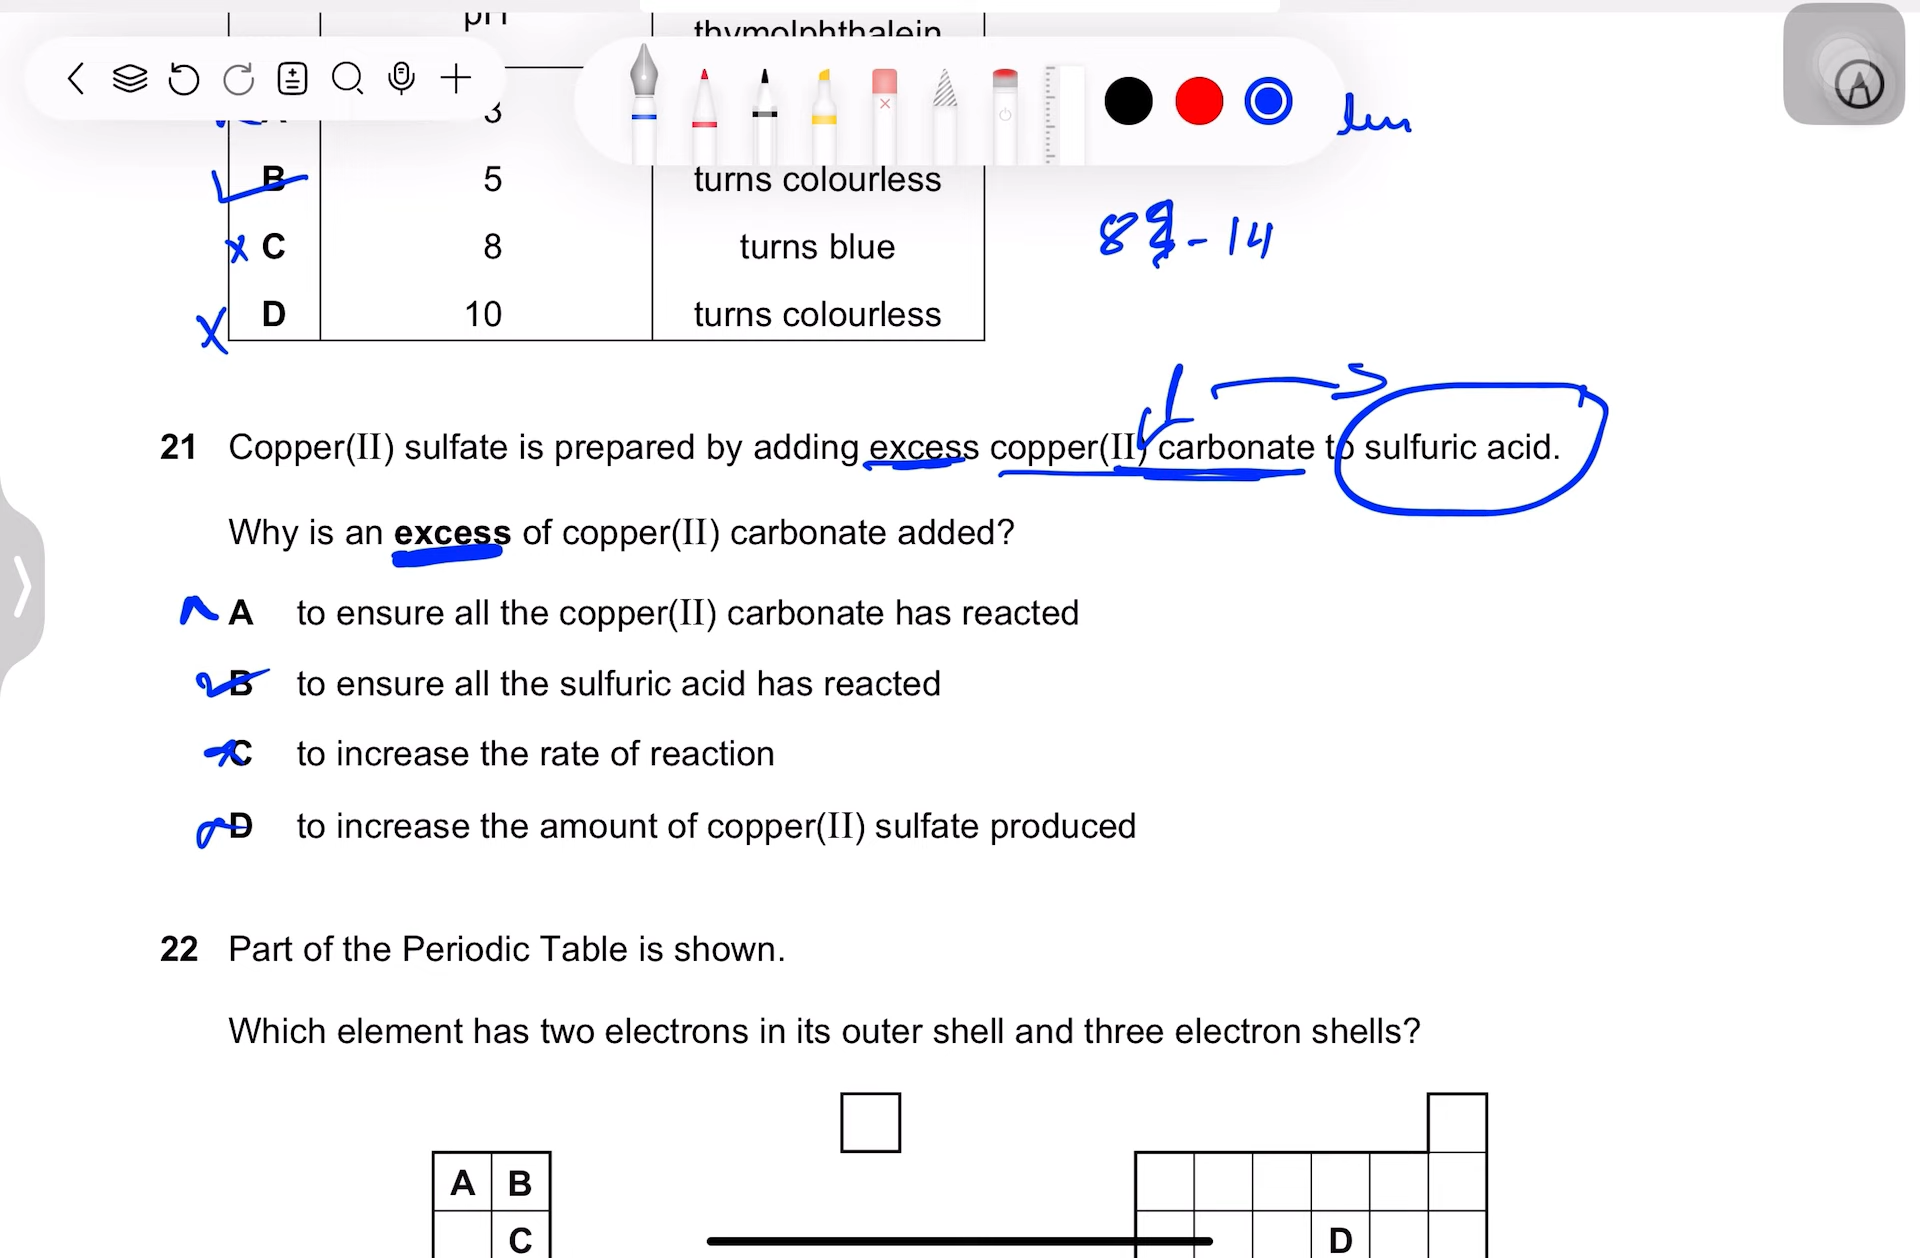 pH thymolphthalein
3
B 5 turns colourless
C 8 turns blue
8 - 14
D 10 turns colourless
21 Copper(II) sulfate is prepared by adding excess copper(II) carbonate to sulfuric acid.
Why is an excess of copper(II) carbonate added?
A to ensure all the copper(II) carbonate has reacted
B to ensure all the sulfuric acid has reacted
C to increase the rate of reaction
D to increase the amount of copper(II) sulfate produced
22 Part of the Periodic Table is shown.
Which element has two electrons in its outer shell and three electron shells?
A B
C D